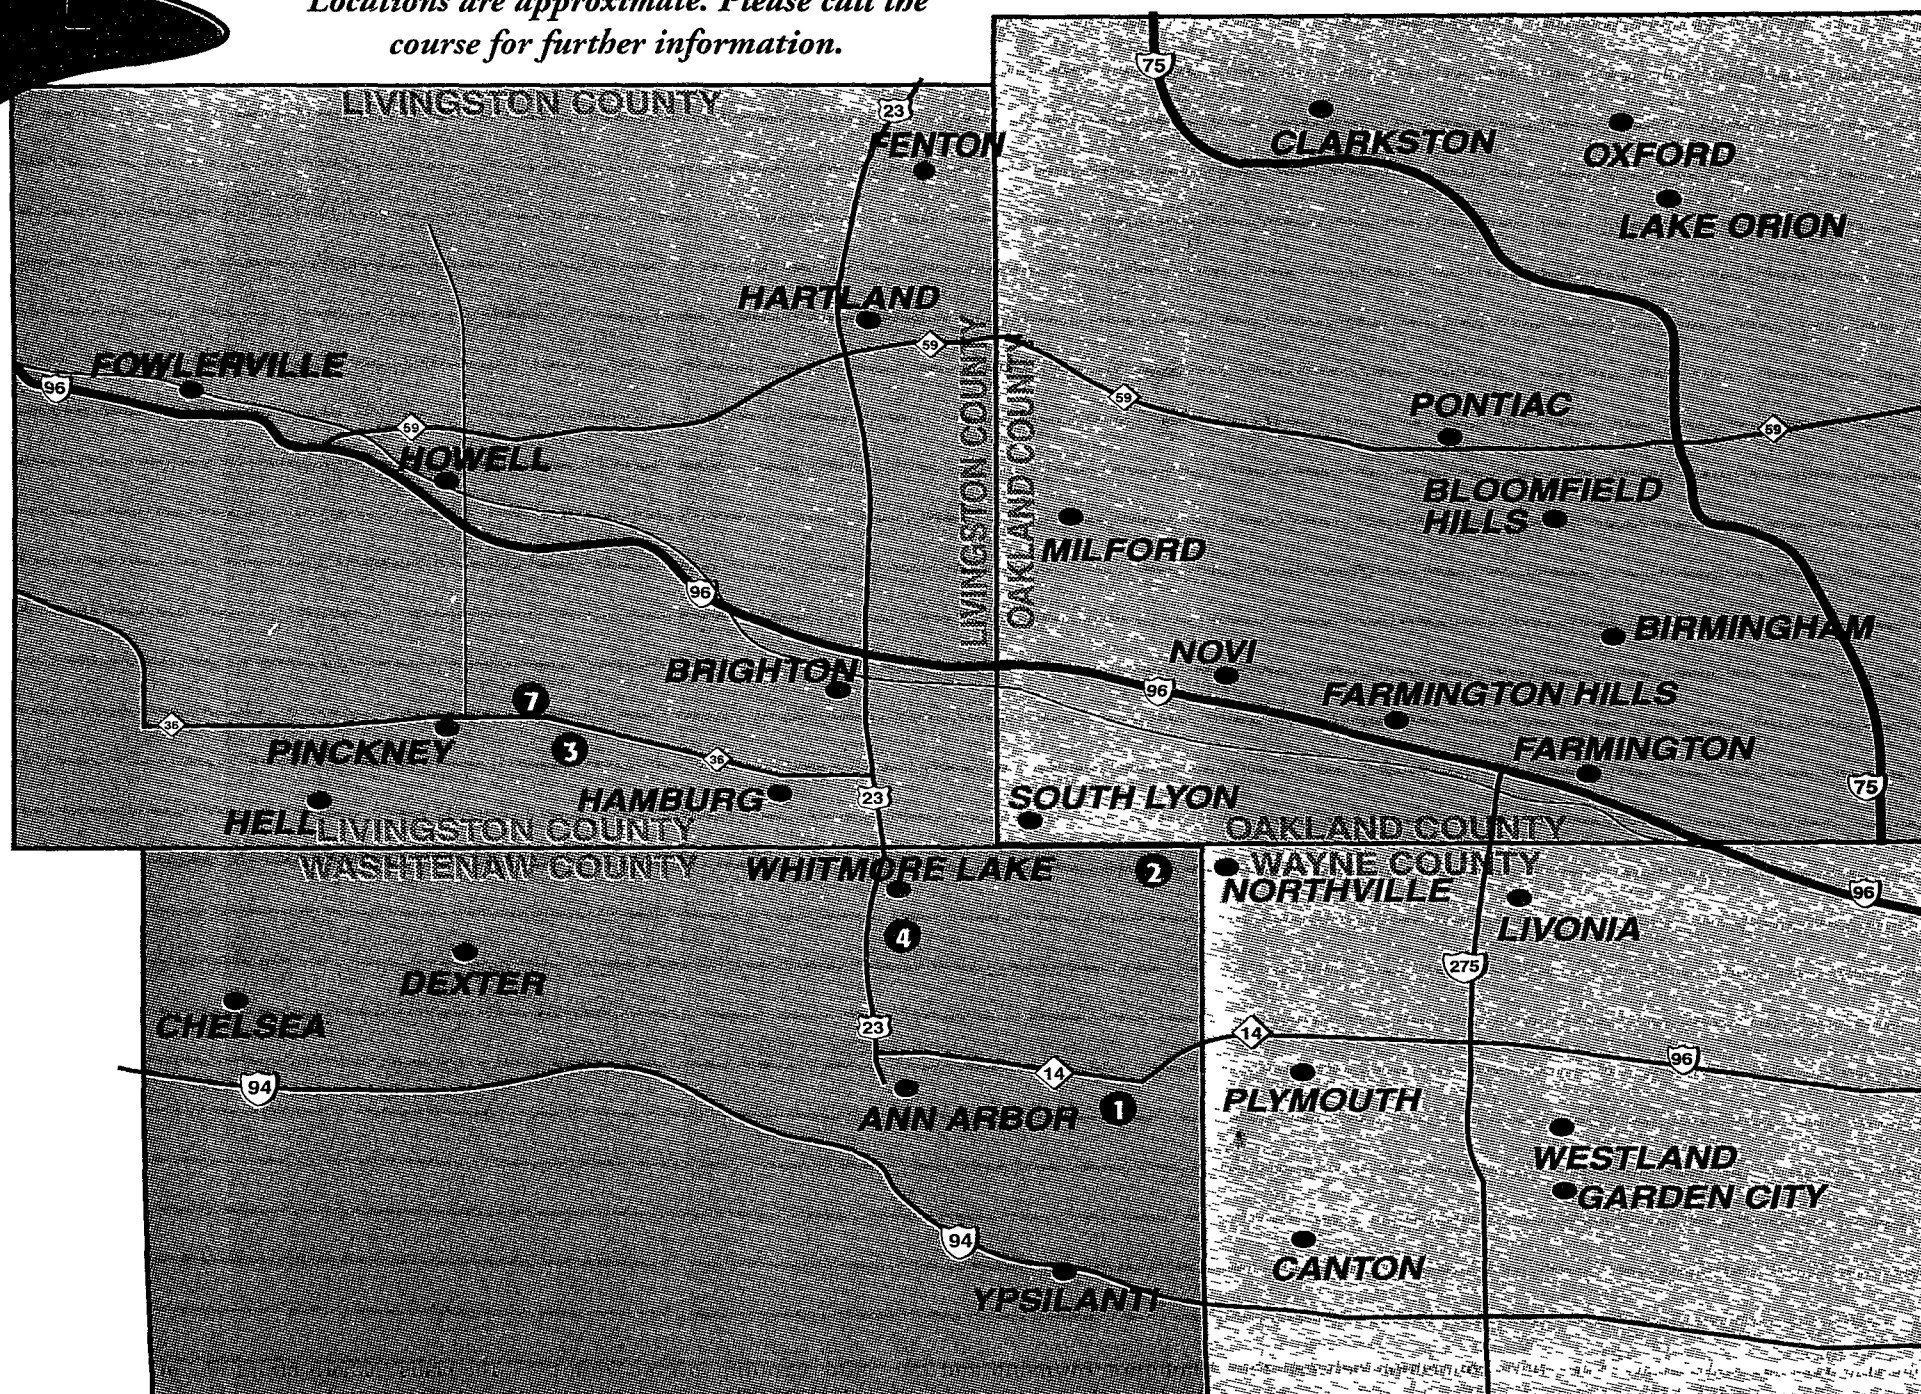 Locations are approximate. Please call the
course for further information.
75
LIVINGSTON COUNTY
23
FENTON
CLARKSTON
OXFORD
LAKE ORION
HARTLAND
59
FOWLERVILLE
96
59
PONTIAC
59
59
HOWELL
LIVINGSTON COUNTY
OAKLAND COUNTY
BLOOMFIELD
HILLS
MILFORD
96
BIRMINGHAM
NOVI
BRIGHTON
96
FARMINGTON HILLS
7
36
PINCKNEY
3
36
FARMINGTON
75
HAMBURG
23
SOUTH LYON
HELL
LIVINGSTON COUNTY
OAKLAND COUNTY
WASHTENAW COUNTY
WHITMORE LAKE
2
WAYNE COUNTY
NORTHVILLE
96
LIVONIA
4
275
DEXTER
CHELSEA
23
14
96
14
94
ANN ARBOR
1
PLYMOUTH
WESTLAND
GARDEN CITY
94
CANTON
YPSILANTI